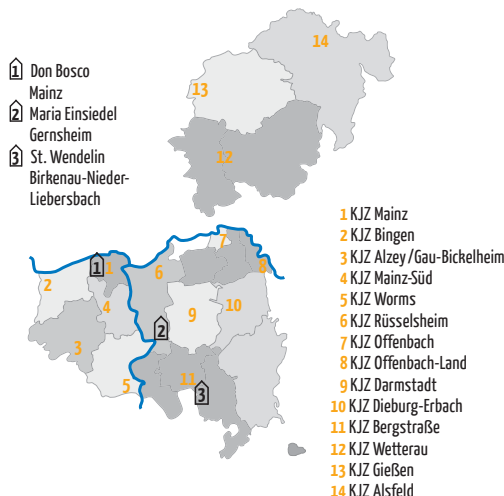 1 Don Bosco
Mainz
2 Maria Einsiedel
Gernsheim
3 St. Wendelin
Birkenau-Nieder-
Liebersbach
14
13
12
1 KJZ Mainz
2 KJZ Bingen
3 KJZ Alzey/Gau-Bickelheim
4 KJZ Mainz-Süd
5 KJZ Worms
6 KJZ Rüsselsheim
7 KJZ Offenbach
8 KJZ Offenbach-Land
9 KJZ Darmstadt
10 KJZ Dieburg-Erbach
11 KJZ Bergstraße
12 KJZ Wetterau
13 KJZ Gießen
14 KJZ Alsfeld
7
1 1 6 8
2
4 10
9
2
3
11
5
3